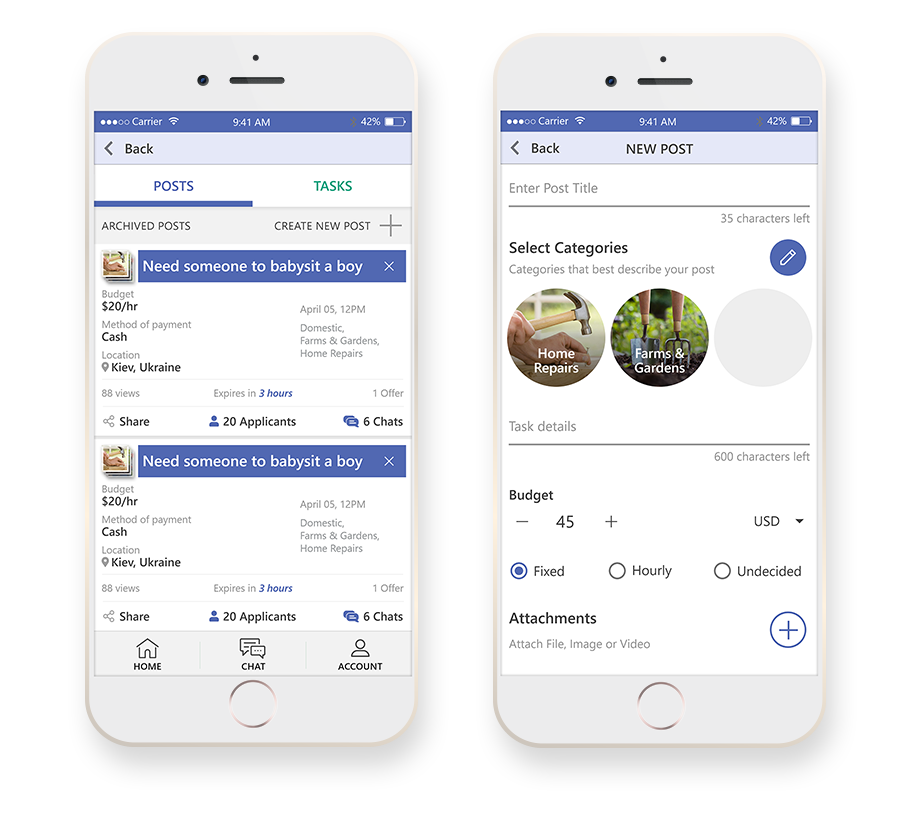 Carrier 9:41 AM 42%
Back
POSTS TASKS
ARCHIVED POSTS CREATE NEW POST
Need someone to babysit a boy
Budget
$20/hr
April 05, 12PM
Method of payment
Cash
Domestic,
Farms & Gardens,
Home Repairs
Location
Kiev, Ukraine
88 views Expires in 3 hours 1 Offer
Share 20 Applicants 6 Chats
Need someone to babysit a boy
Budget
$20/hr
April 05, 12PM
Method of payment
Cash
Domestic,
Farms & Gardens,
Home Repairs
Location
Kiev, Ukraine
88 views Expires in 3 hours 1 Offer
Share 20 Applicants 6 Chats
HOME CHAT ACCOUNT
Carrier 9:41 AM 42%
Back NEW POST
Enter Post Title
35 characters left
Select Categories
Categories that best describe your post
Home
Repairs
Farms &
Gardens
Task details
600 characters left
Budget
45 USD
Fixed Hourly Undecided
Attachments
Attach File, Image or Video